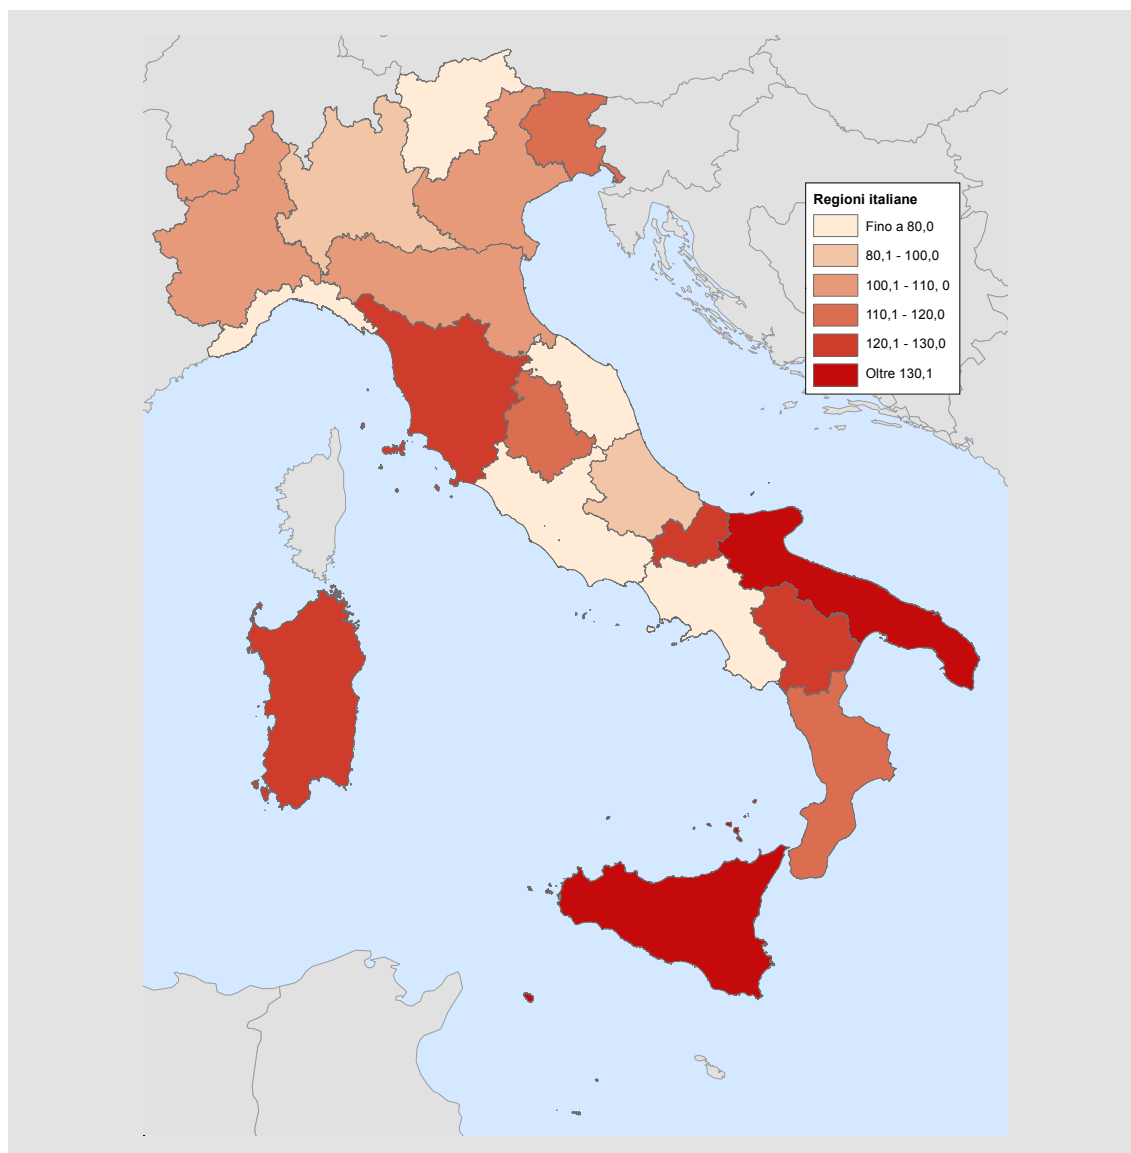 Regioni italiane
Fino a 80,0
80,1 - 100,0
100,1 - 110, 0
110,1 - 120,0
120,1 - 130,0
Oltre 130,1